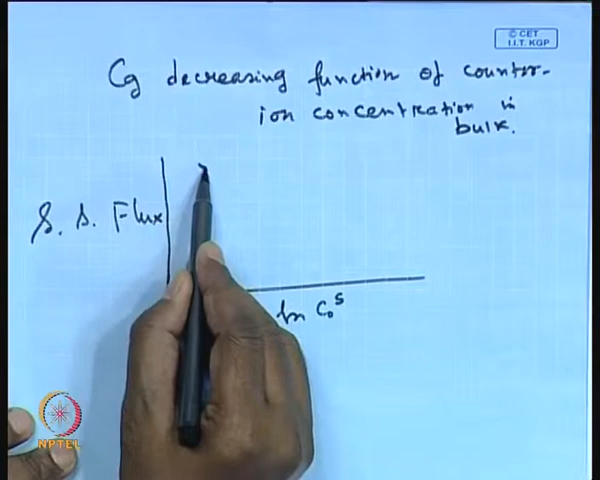 © CET
I.I.T. KGP
Cg decreasing function of counter-
ion concentration in
bulk.
S. S. Flux
ln C₀ˢ
NPTEL